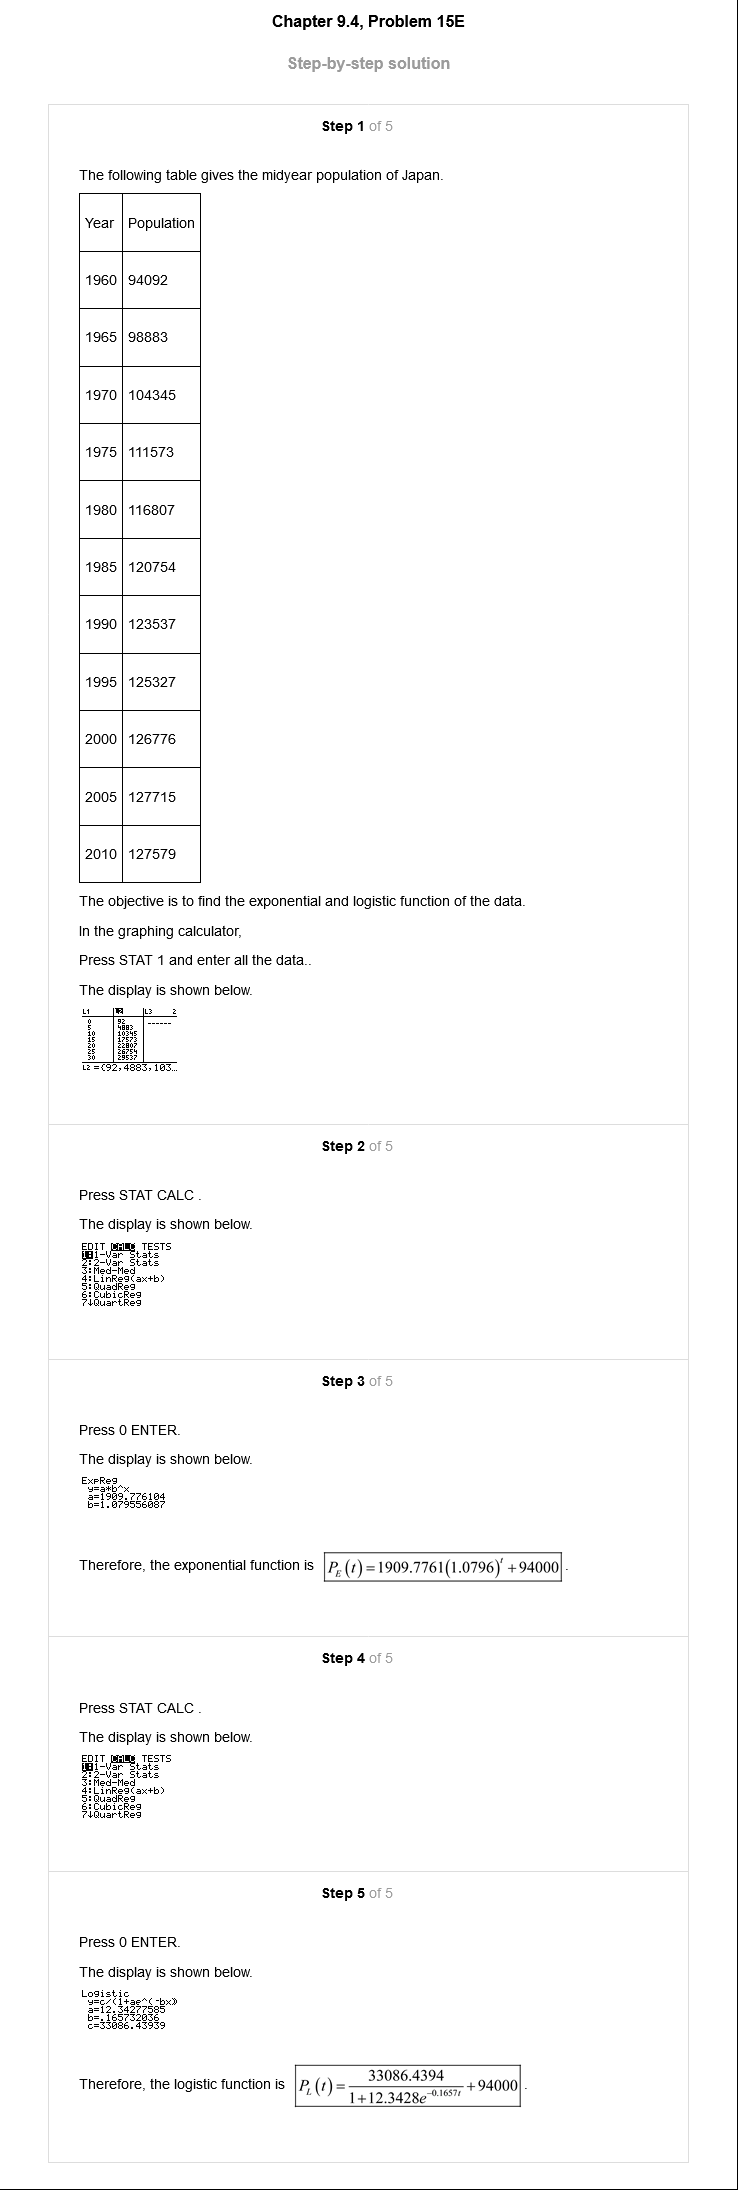 Chapter 9.4, Problem 15E
Step-by-step solution
Step 1 of 5
The following table gives the midyear population of Japan.
Year Population
1960 94092
1965 98883
1970 104345
1975 111573
1980 116807
1985 120754
1990 123537
1995 125327
2000 126776
2005 127715
2010 127579
The objective is to find the exponential and logistic function of the data.
In the graphing calculator,
Press STAT 1 and enter all the data..
The display is shown below.
L1 L2 L3 2
0 92 ------
5 4883
10 10345
15 17573
20 22807
25 26754
30 29537
L2 =(92,4883,103...
Step 2 of 5
Press STAT CALC .
The display is shown below.
EDIT CALC TESTS
1:1-Var Stats
2:2-Var Stats
3:Med-Med
4:LinReg(ax+b)
5:QuadReg
6:CubicReg
7↓QuartReg
Step 3 of 5
Press 0 ENTER.
The display is shown below.
ExpReg
y=a*b^x
a=1909.776104
b=1.079556087
Therefore, the exponential function is P_E (t) = 1909.7761(1.0796)^t + 94000 .
Step 4 of 5
Press STAT CALC .
The display is shown below.
EDIT CALC TESTS
1:1-Var Stats
2:2-Var Stats
3:Med-Med
4:LinReg(ax+b)
5:QuadReg
6:CubicReg
7↓QuartReg
Step 5 of 5
Press 0 ENTER.
The display is shown below.
Logistic
y=c/(1+ae^(-bx))
a=12.34277585
b=.165732036
c=33086.43939
Therefore, the logistic function is P_L (t) = 33086.4394 / 1+12.3428e^-0.1657t + 94000 .